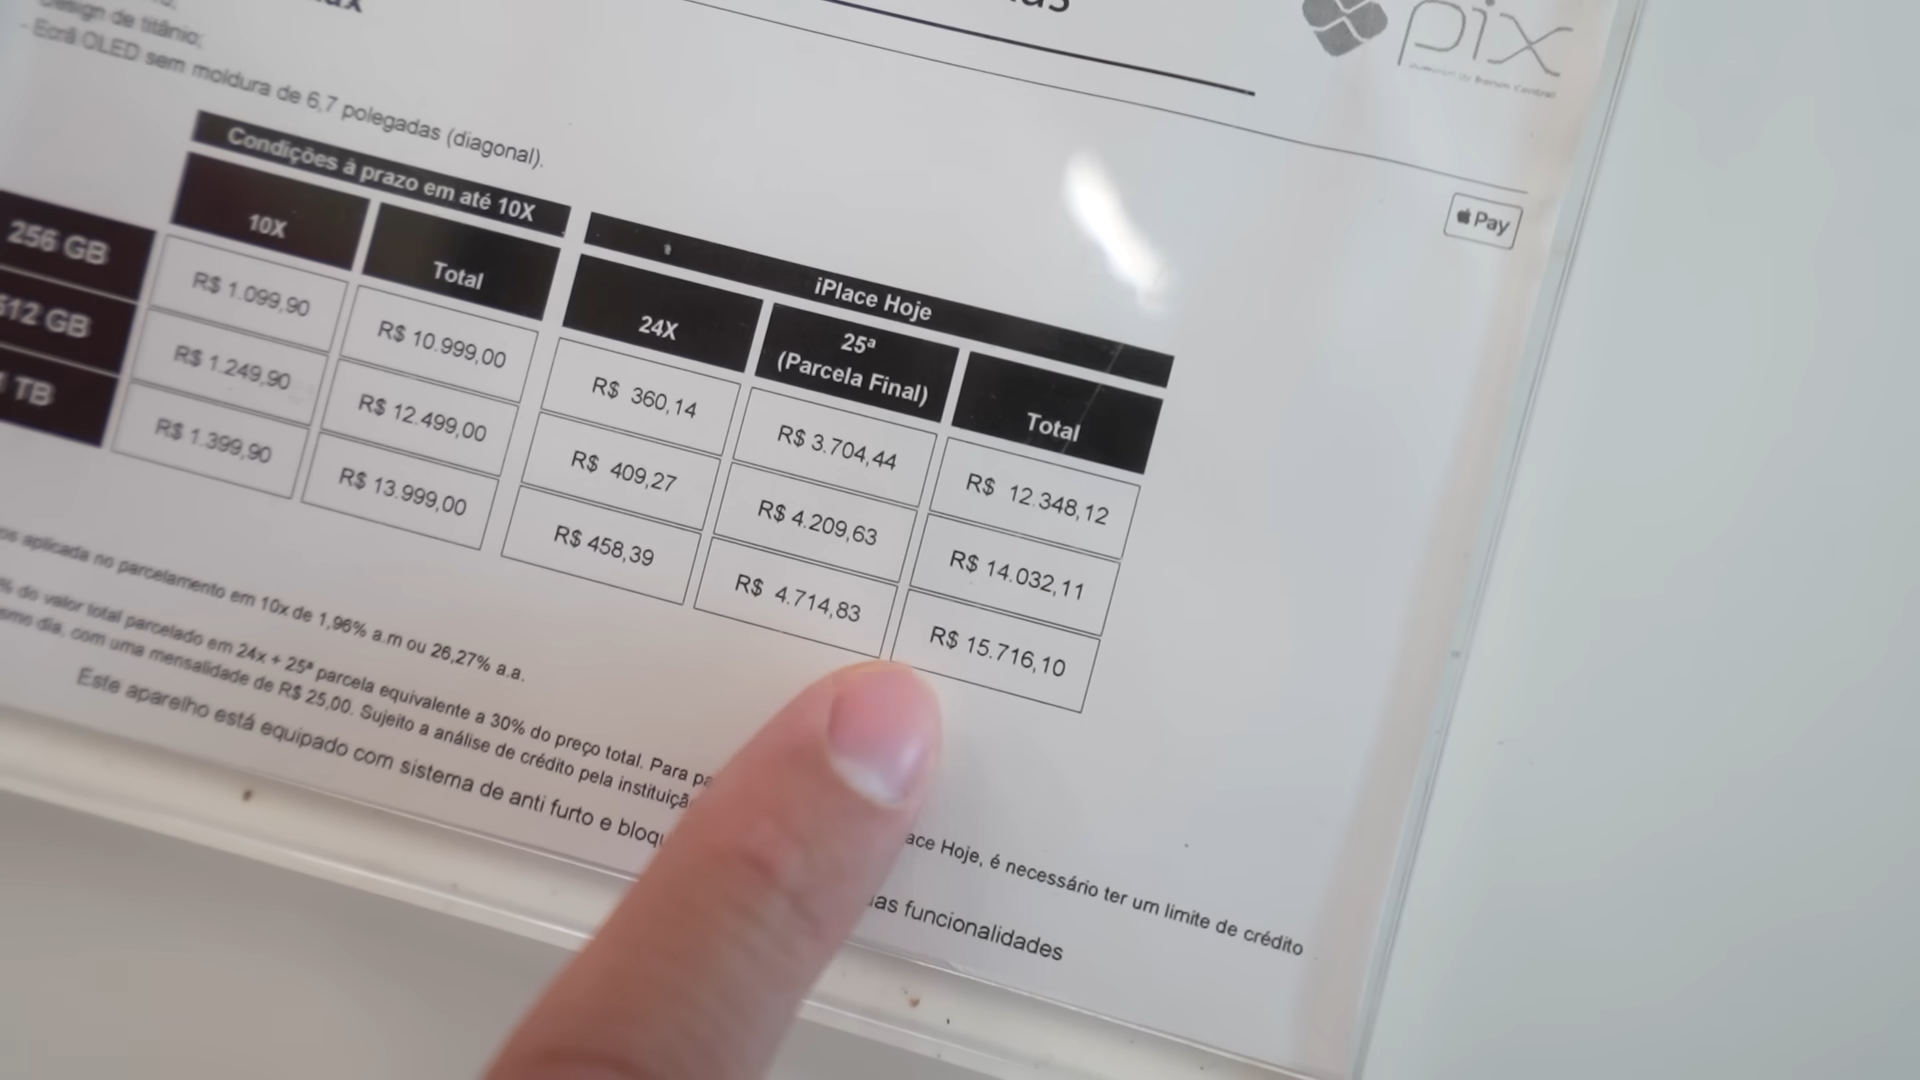 Design de titânio;
- Ecrã OLED sem moldura de 6,7 polegadas (diagonal).
pix
Pay
Condições á prazo em até 10X
iPlace Hoje
10X Total 24X 25ª (Parcela Final) Total
256 GB R$ 1.099,90 R$ 10.999,00 R$ 360,14 R$ 3.704,44 R$ 12.348,12
512 GB R$ 1.249,90 R$ 12.499,00 R$ 409,27 R$ 4.209,63 R$ 14.032,11
1 TB R$ 1.399,90 R$ 13.999,00 R$ 458,39 R$ 4.714,83 R$ 15.716,10
aplicada no parcelamento em 10x de 1,96% a.m ou 26,27% a.a.
% do valor total parcelado em 24x + 25ª parcela equivalente a 30% do preço total. Para Hoje, é necessário ter um limite de crédito
dia, com uma mensalidade de R$ 25,00. Sujeito a análise de crédito pela
Este aparelho está equipado com sistema de anti furto e funcionalidades